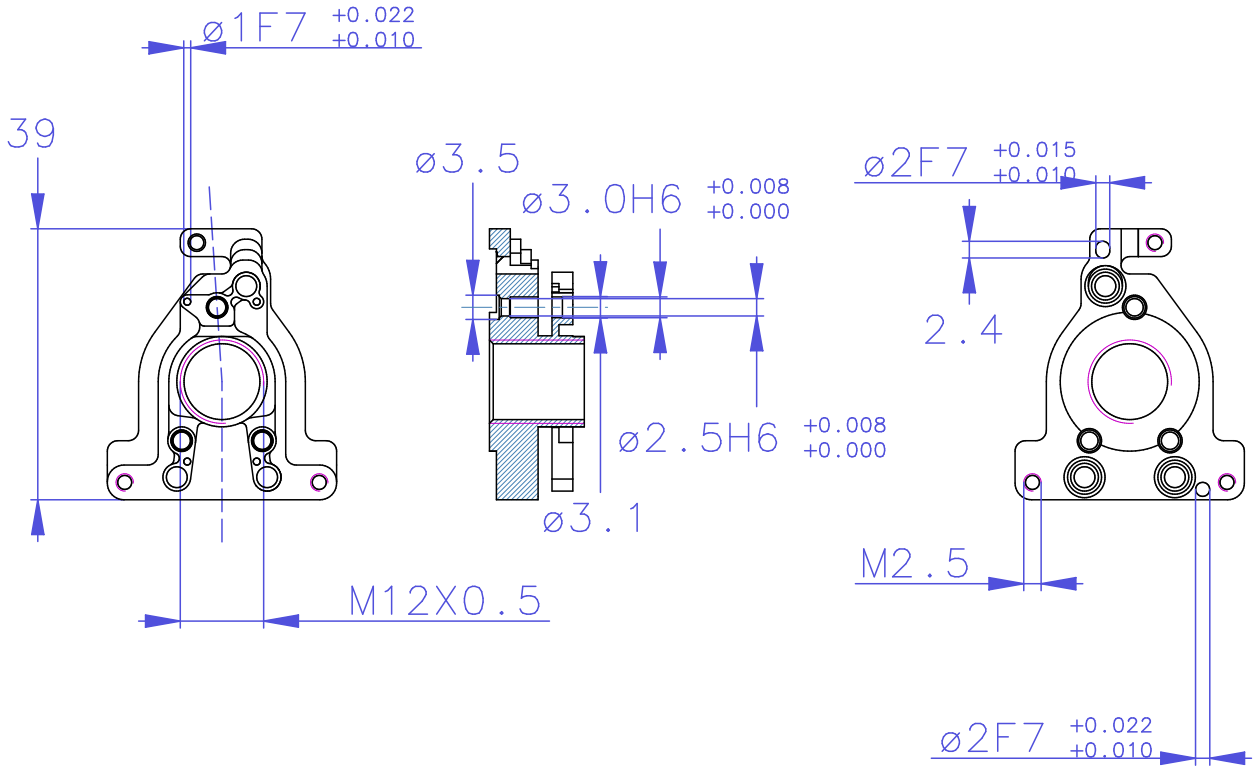 ø1F7 +0.022
+0.010
39
ø3.5
ø3.0H6 +0.008
+0.000
ø2F7 +0.015
+0.010
2.4
ø2.5H6 +0.008
+0.000
ø3.1
M2.5
M12X0.5
ø2F7 +0.022
+0.010